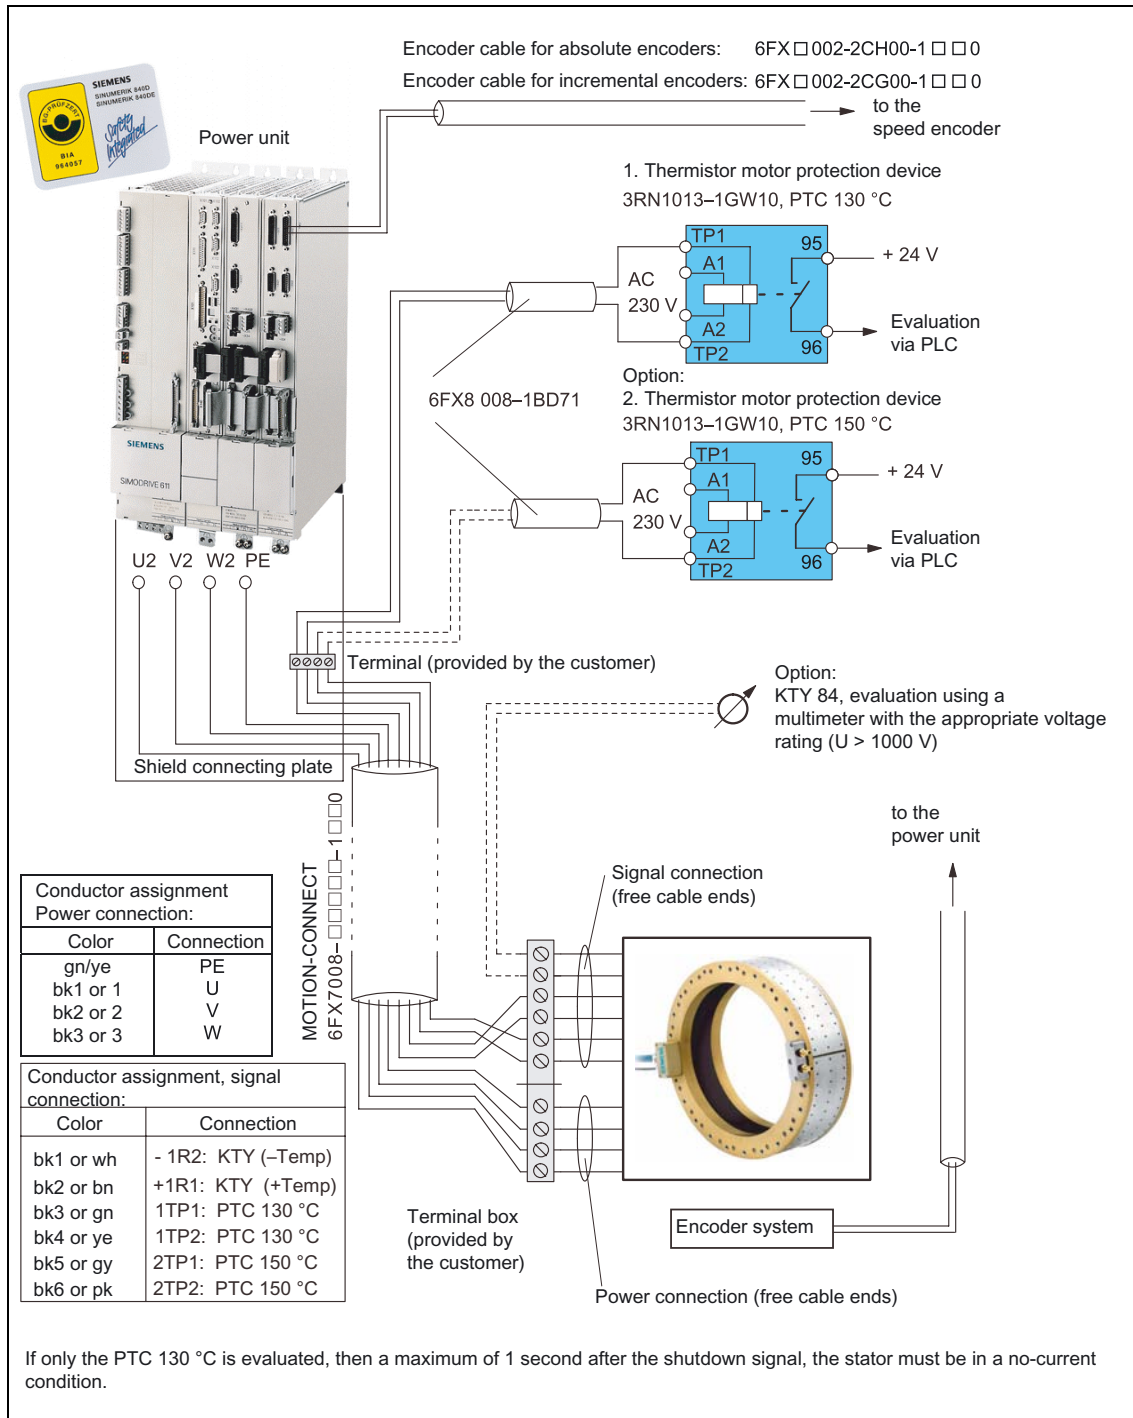 Encoder cable for absolute encoders: 6FX□002-2CH00-1□□0
Encoder cable for incremental encoders: 6FX□002-2CG00-1□□0
to the
speed encoder
SIEMENS
SINUMERIK 840D
SINUMERIK 840DE
Safety
Integrated
BG-PRÜFZERT
BIA
964057
Power unit
1. Thermistor motor protection device
3RN1013–1GW10, PTC 130 °C
TP1
95
+ 24 V
A1
AC
230 V
A2
TP2
96
Evaluation
via PLC
6FX8 008–1BD71
Option:
2. Thermistor motor protection device
3RN1013–1GW10, PTC 150 °C
TP1
95
+ 24 V
A1
AC
230 V
A2
TP2
96
Evaluation
via PLC
SIEMENS
SIMODRIVE 611
U2 V2 W2 PE
Terminal (provided by the customer)
Option:
KTY 84, evaluation using a
multimeter with the appropriate voltage
rating (U > 1000 V)
Shield connecting plate
MOTION-CONNECT
6FX7008-□□□□□-1□□0
to the
power unit
Signal connection
(free cable ends)
Conductor assignment
Power connection:
Color Connection
gn/ye PE
bk1 or 1 U
bk2 or 2 V
bk3 or 3 W
Conductor assignment, signal
connection:
Color Connection
bk1 or wh - 1R2: KTY (–Temp)
bk2 or bn +1R1: KTY (+Temp)
bk3 or gn 1TP1: PTC 130 °C
bk4 or ye 1TP2: PTC 130 °C
bk5 or gy 2TP1: PTC 150 °C
bk6 or pk 2TP2: PTC 150 °C
Terminal box
(provided by
the customer)
Encoder system
Power connection (free cable ends)
If only the PTC 130 °C is evaluated, then a maximum of 1 second after the shutdown signal, the stator must be in a no-current
condition.